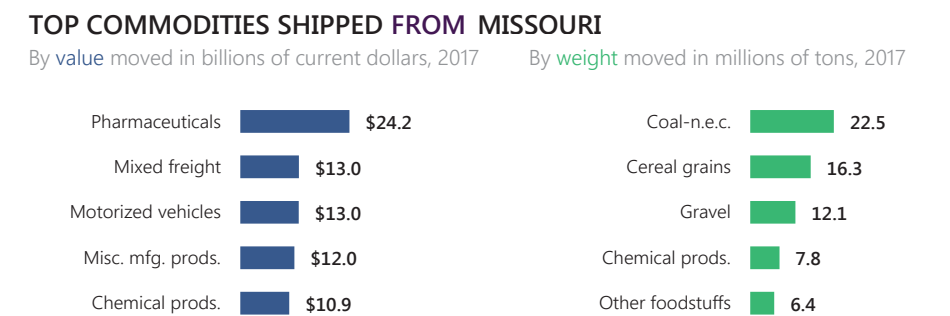 TOP COMMODITIES SHIPPED FROM MISSOURI
By value moved in billions of current dollars, 2017
Pharmaceuticals $24.2
Mixed freight $13.0
Motorized vehicles $13.0
Misc. mfg. prods. $12.0
Chemical prods. $10.9
By weight moved in millions of tons, 2017
Coal-n.e.c. 22.5
Cereal grains 16.3
Gravel 12.1
Chemical prods. 7.8
Other foodstuffs 6.4